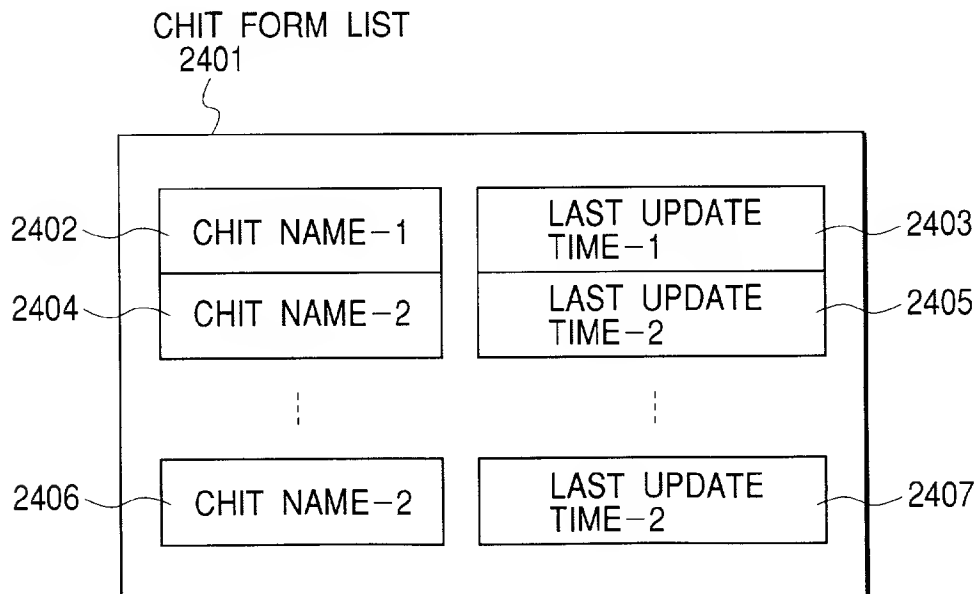 CHIT FORM LIST
2401
2402
CHIT NAME-1
LAST UPDATE
TIME-1
2403
2404
CHIT NAME-2
LAST UPDATE
TIME-2
2405
2406
CHIT NAME-2
LAST UPDATE
TIME-2
2407